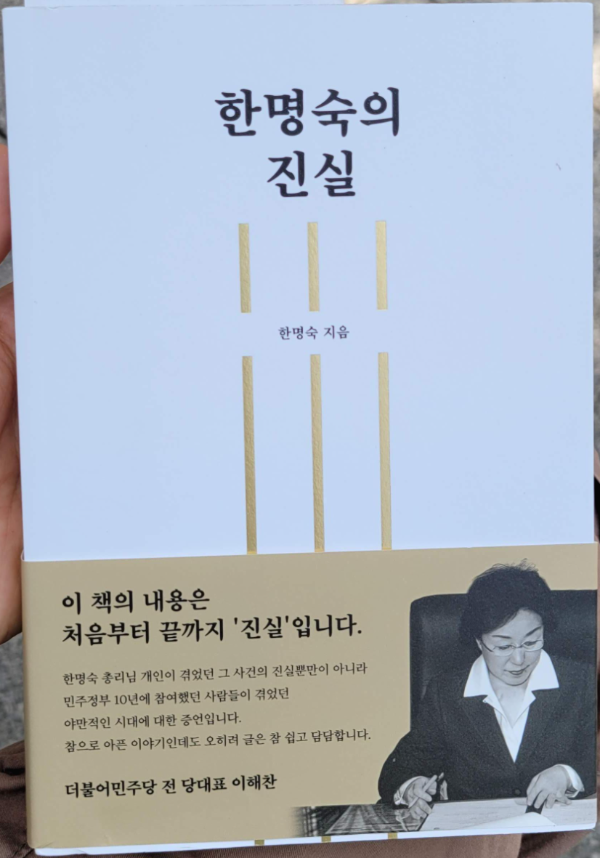 한명숙의
진실
한명숙 지음
이 책의 내용은
처음부터 끝까지 '진실'입니다.
한명숙 총리님 개인이 겪었던 그 사건의 진실뿐만이 아니라
민주정부 10년에 참여했던 사람들이 겪었던
야만적인 시대에 대한 증언입니다.
참으로 아픈 이야기인데도 오히려 글은 참 쉽고 담담합니다.
더불어민주당 전 당대표 이해찬